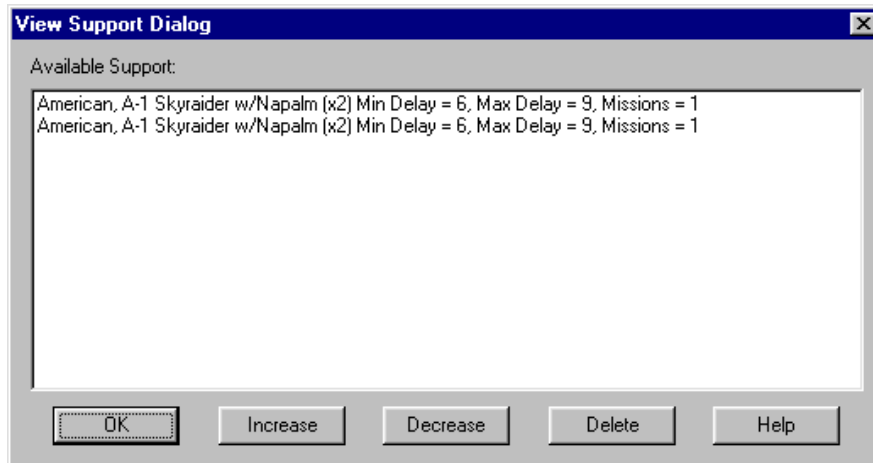 View Support Dialog
Available Support:
American, A-1 Skyraider w/Napalm (x2) Min Delay = 6, Max Delay = 9, Missions = 1
American, A-1 Skyraider w/Napalm (x2) Min Delay = 6, Max Delay = 9, Missions = 1
OK Increase Decrease Delete Help